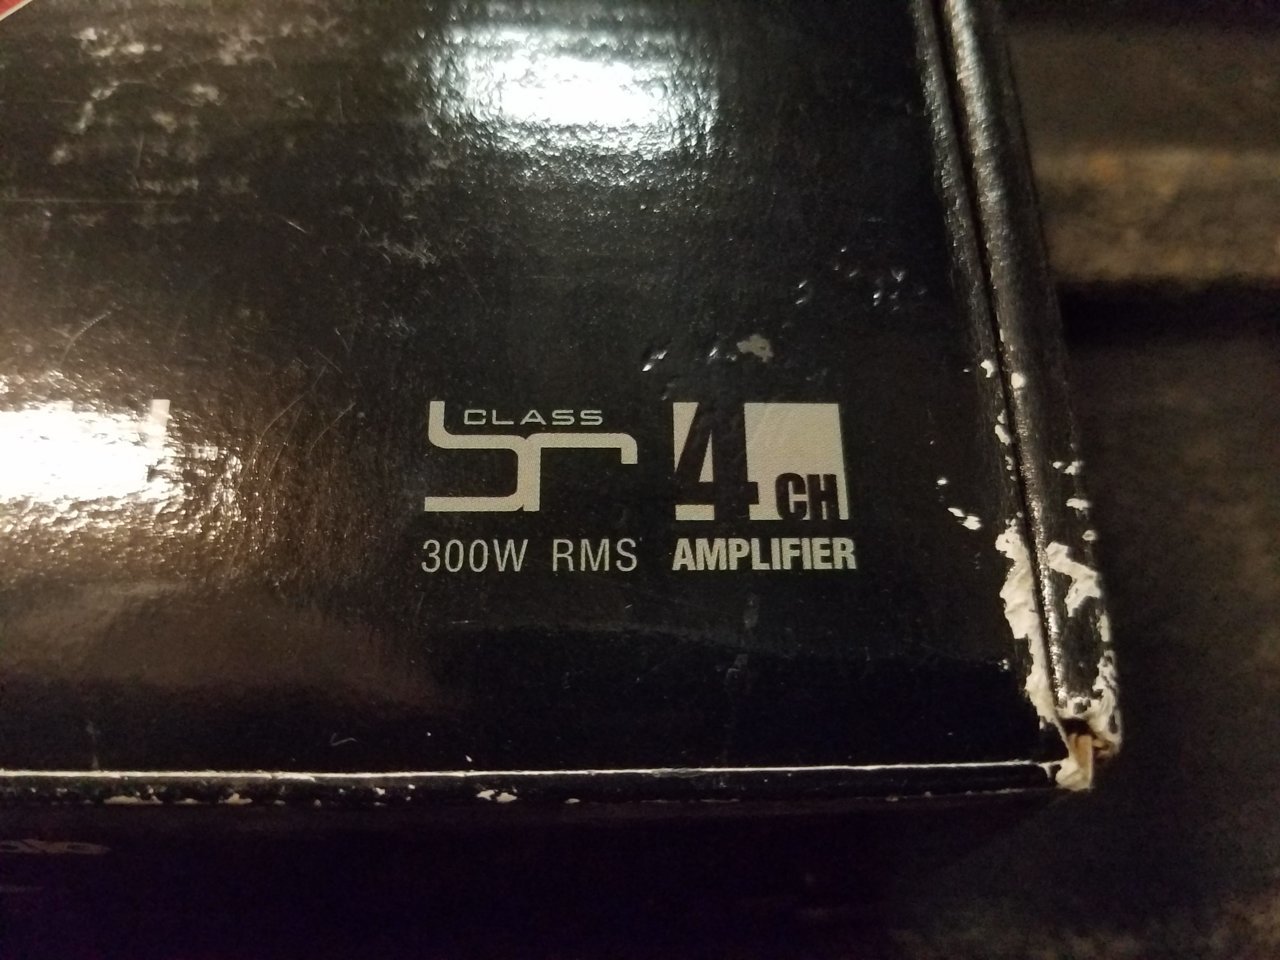 CLASS
4CH
300W RMS
AMPLIFIER